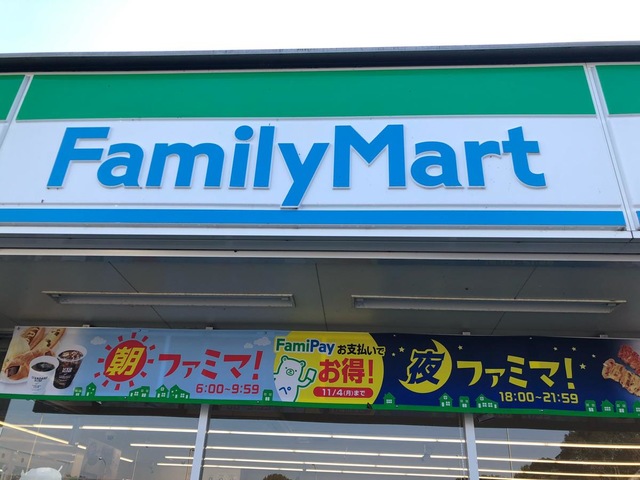 FamilyMart
朝ファミマ!
6:00~9:59
FamiPay お支払いで
お得!
11/4(月)まで
夜ファミマ!
18:00~21:59